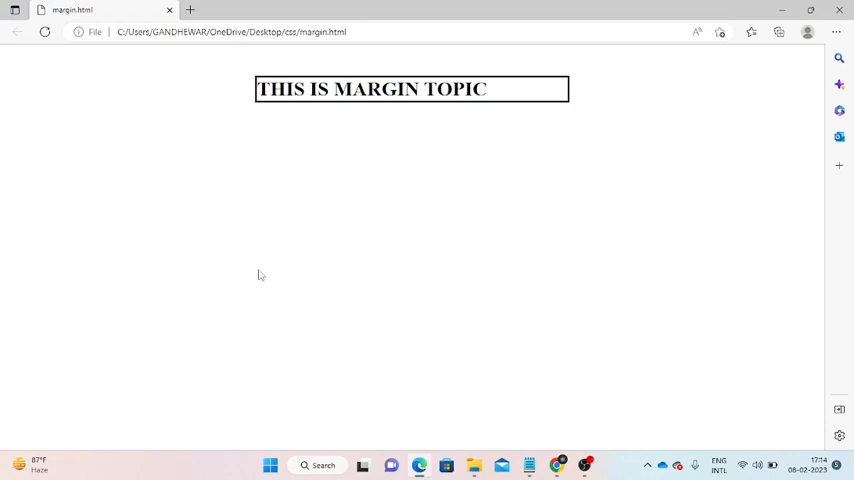 margin.html
File
C:/Users/GANDHEWAR/OneDrive/Desktop/css/margin.html
THIS IS MARGIN TOPIC
87°F
Haze
Search
ENG
INTL
17:14
08-02-2023